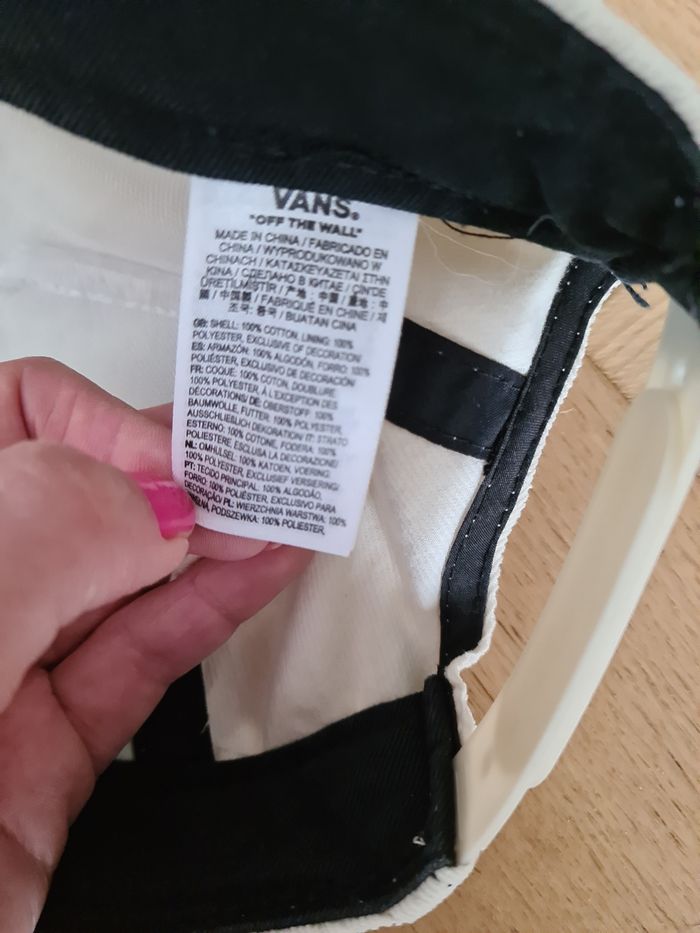 VANS®
"OFF THE WALL"
MADE IN CHINA / FABRICADO EN
CHINA / WYPRODUKOWANO W
CHINACH / ΚΑΤΑΣΚΕΥΑΖΕΤΑΙ ΣΤΗΝ
ΚΙΝΑ / СДЕЛАНО В КИТАЕ / CIN'DE
ÜRETİLMİŞTİR / 产地 : 中国 / 產地 : 中
國 / 中国製 / FABRIQUÉ EN CHINE / 제
조국: 중국 / BUATAN CINA
GB: SHELL: 100% COTTON, LINING: 100%
POLYESTER, EXCLUSIVE OF DECORATION/
ES: ARMAZÓN: 100% ALGODÓN, FORRO: 100%
POLIÉSTER, EXCLUSIVO DE DECORACIÓN/
FR: COQUE: 100% COTON, DOUBLURE:
100% POLYESTER, À L'EXCEPTION DES
DÉCORATIONS/ DE: OBERSTOFF: 100%
BAUMWOLLE, FUTTER: 100% POLYESTER,
AUSSCHLIEẞLICH DEKORATION/ IT: STRATO
ESTERNO: 100% COTONE, FODERA: 100%
POLIESTERE, ESCLUSA LA DECORAZIONE/
NL: OMHULSEL: 100% KATOEN, VOERING:
100% POLYESTER, EXCLUSIEF VERSIERING/
PT: TECIDO PRINCIPAL: 100% ALGODÃO,
FORRO: 100% POLIÉSTER, EXCLUSIVO PARA
DECORAÇÃO/ PL: WIERZCHNIA WARSTWA: 100%
PODSZEWKA: 100% POLIESTER,